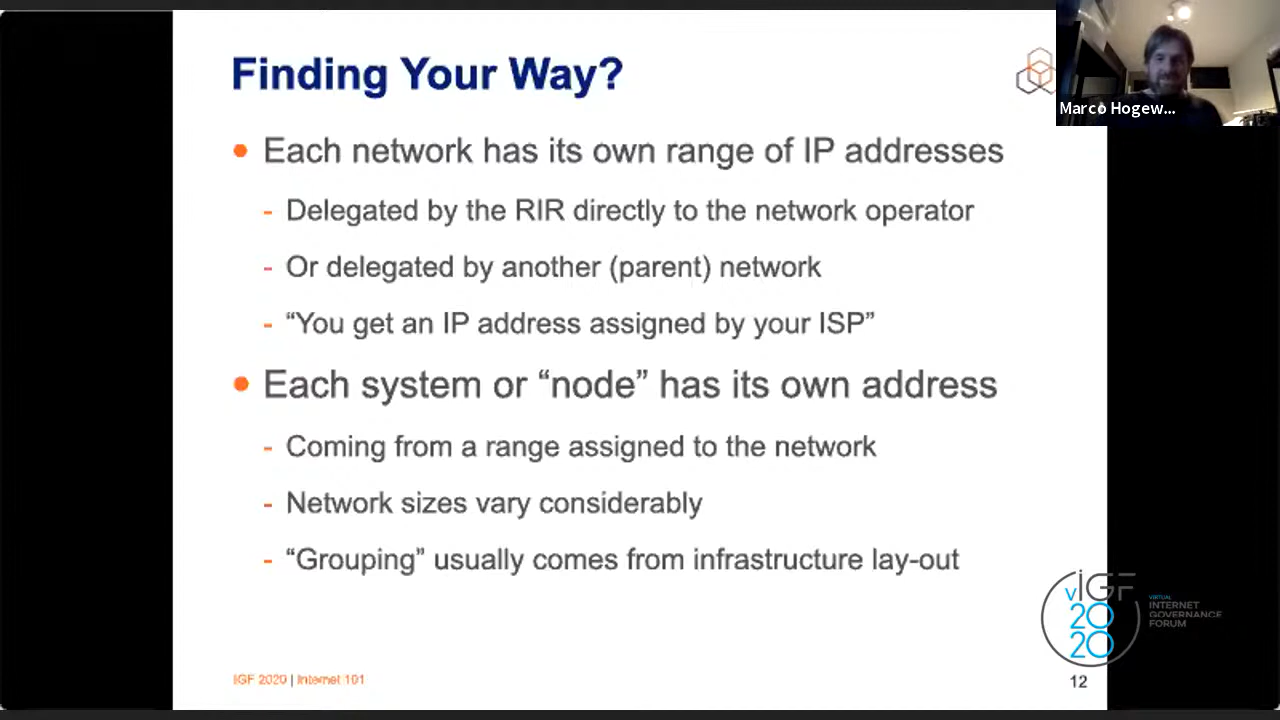 Finding Your Way?
Marco Hogew...
Each network has its own range of IP addresses
- Delegated by the RIR directly to the network operator
- Or delegated by another (parent) network
- “You get an IP address assigned by your ISP”
Each system or “node” has its own address
- Coming from a range assigned to the network
- Network sizes vary considerably
- “Grouping” usually comes from infrastructure lay-out
vIGF
2020
VIRTUAL
INTERNET
GOVERNANCE
FORUM
IGF 2020 | Internet 101
12